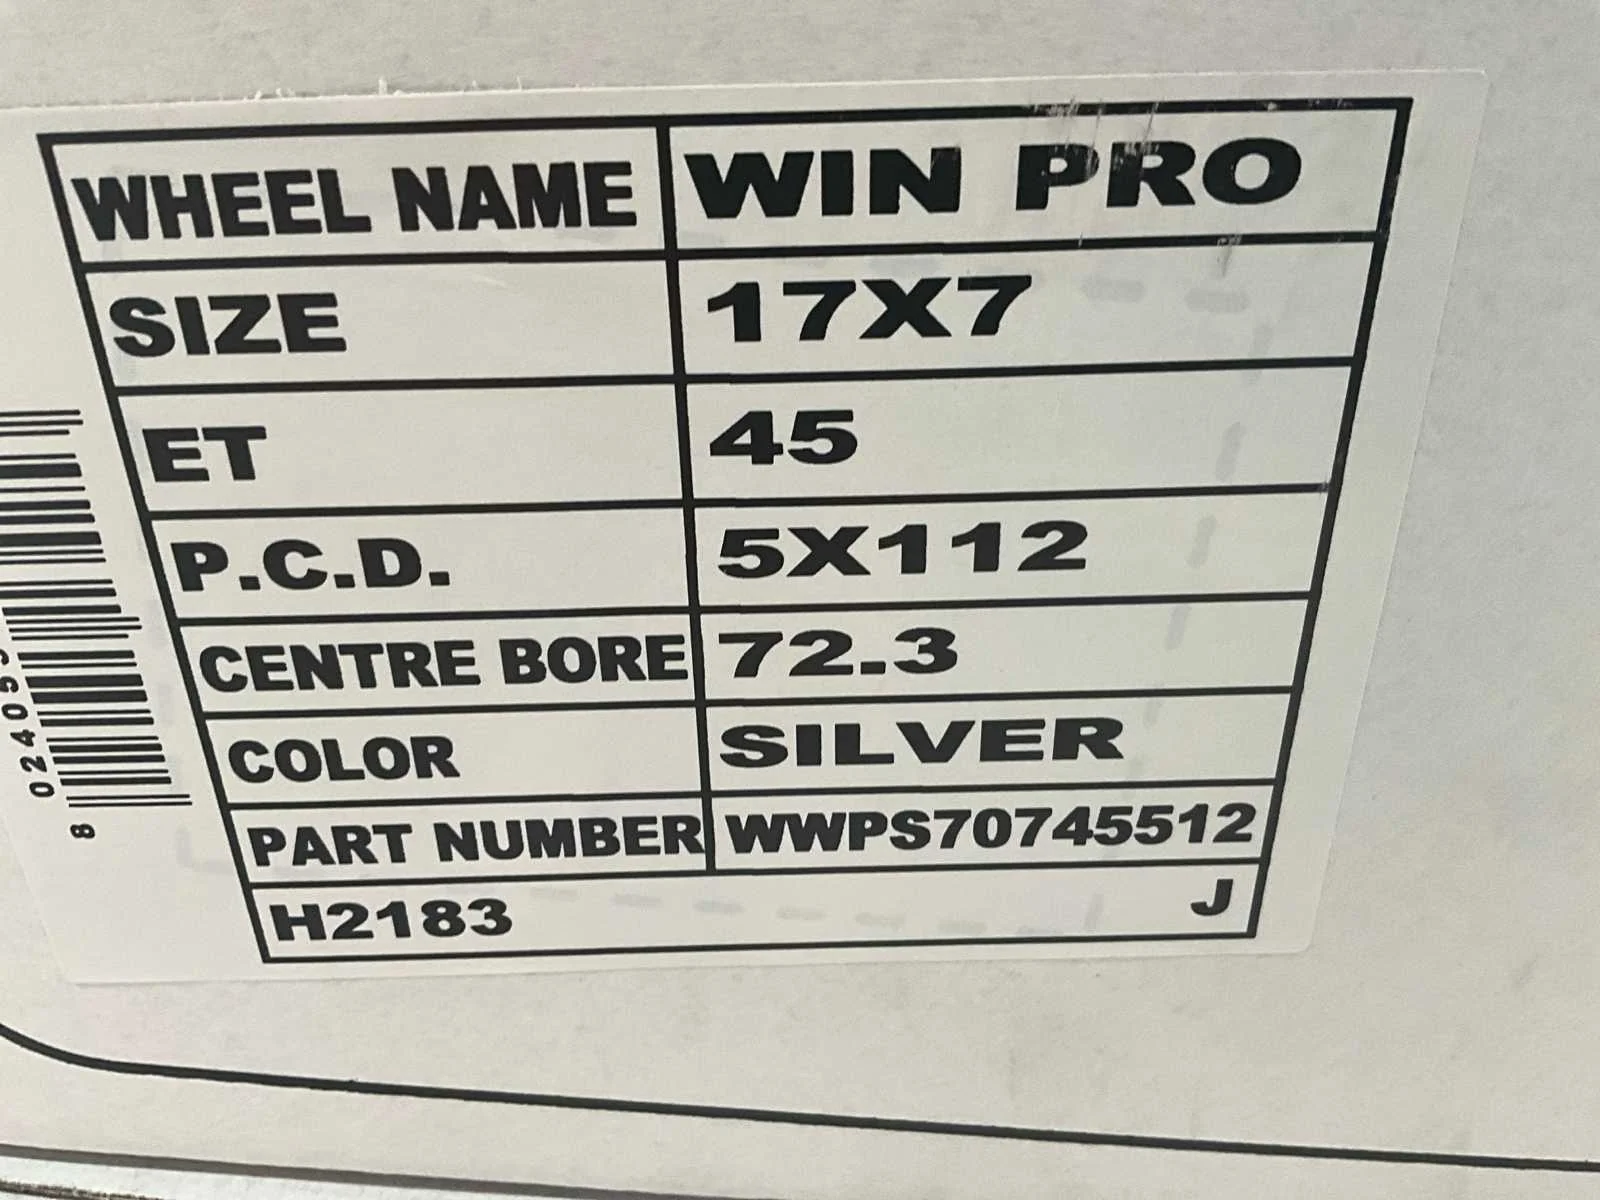 WHEEL NAME WIN PRO
SIZE 17X7
ET 45
P.C.D. 5X112
CENTRE BORE 72.3
COLOR SILVER
PART NUMBER WWPS70745512
H2183 J
8 02405